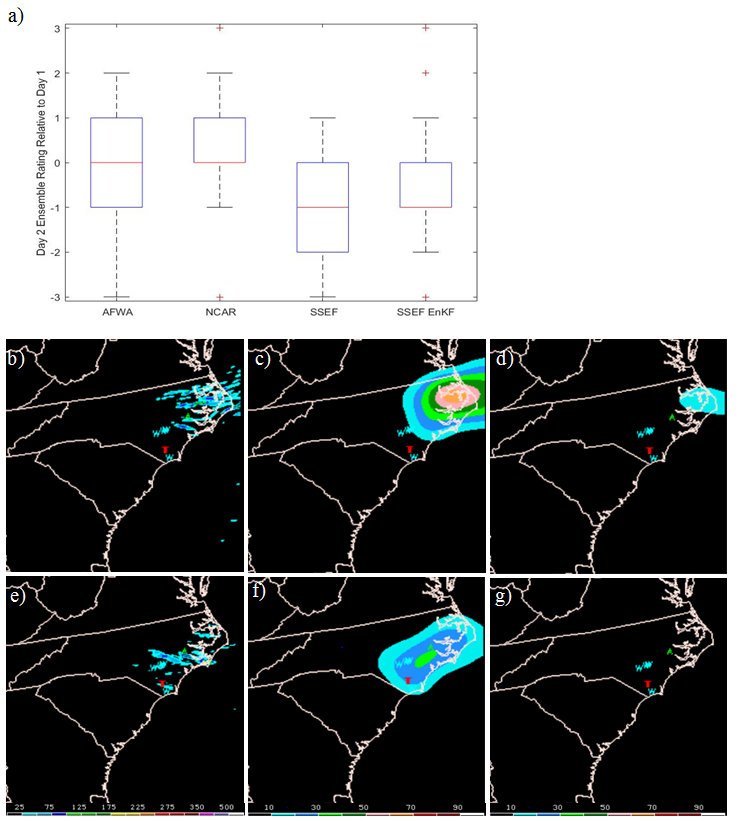 a)
Day 2 Ensemble Rating Relative to Day 1
3
2
1
0
-1
-2
-3
AFWA NCAR SSEF SSEF EnKF
b) c) d)
A
W W
T T T
W W W
e) f) g)
A A
W W W
T T T
W W
25 75 125 175 275 350 500 10 30 50 70 90 10 30 50 70 90